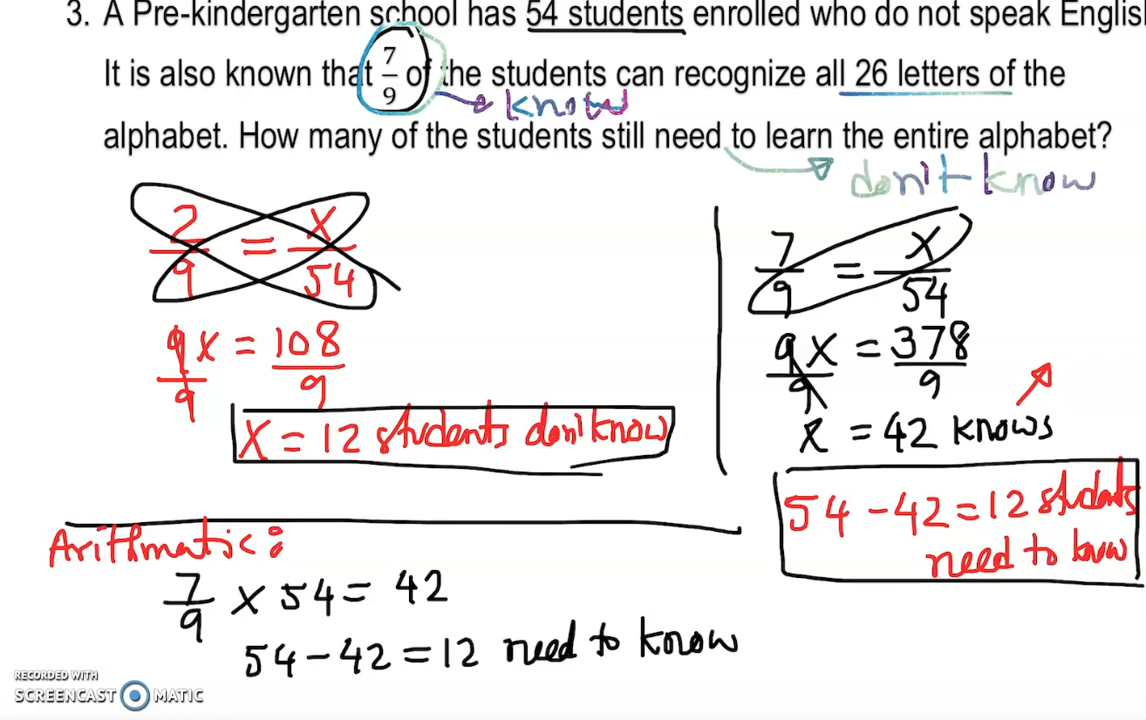 3. A Pre-kindergarten school has 54 students enrolled who do not speak Englis
It is also known that 7/9 of the students can recognize all 26 letters of the
know
alphabet. How many of the students still need to learn the entire alphabet?
don't know
2/9 = x/54
9x/9 = 108/9
x = 12 students don't know
7/9 = x/54
9x/9 = 378/9
x = 42 knows
54 - 42 = 12 students
need to know
Arithmatic:
7/9 x 54 = 42
54 - 42 = 12 need to know
RECORDED WITH
SCREENCAST MATIC